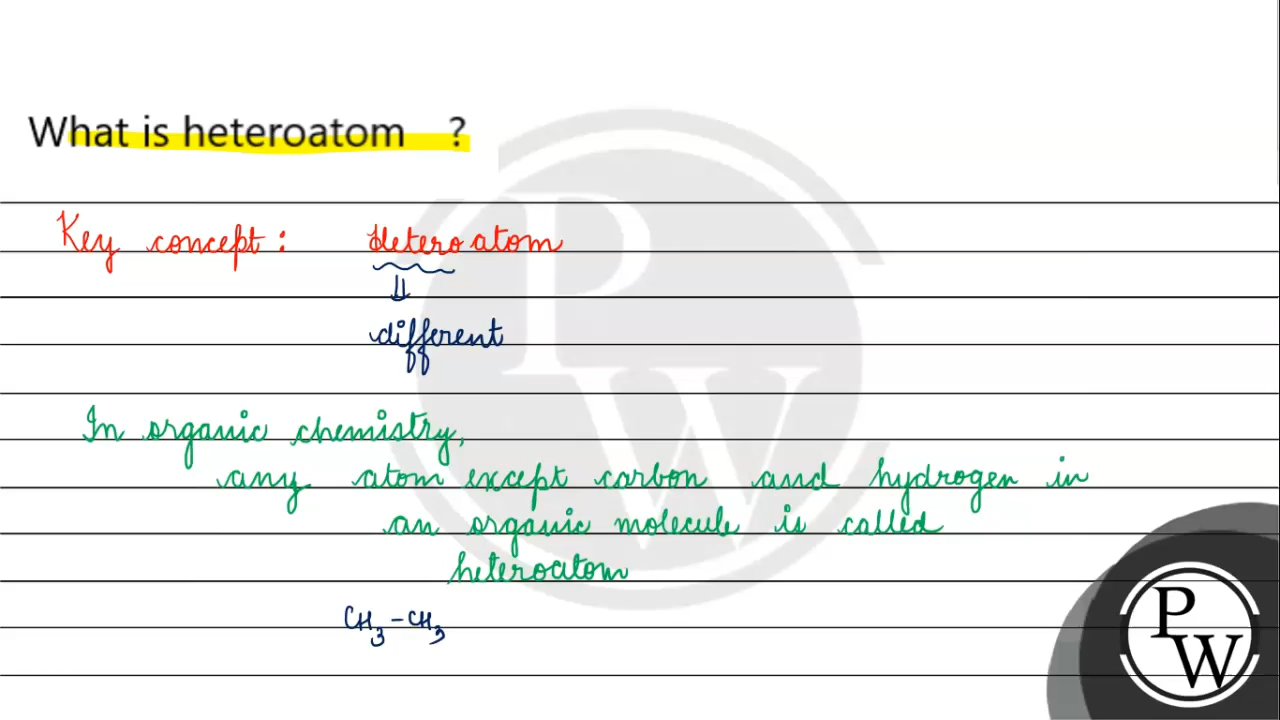 What is heteroatom ?
Key concept: Heteroatom
⇓
different
In organic chemistry,
any atom except carbon and hydrogen in
an organic molecule is called
heteroatom
CH₃-CH₃
P
W
P
W